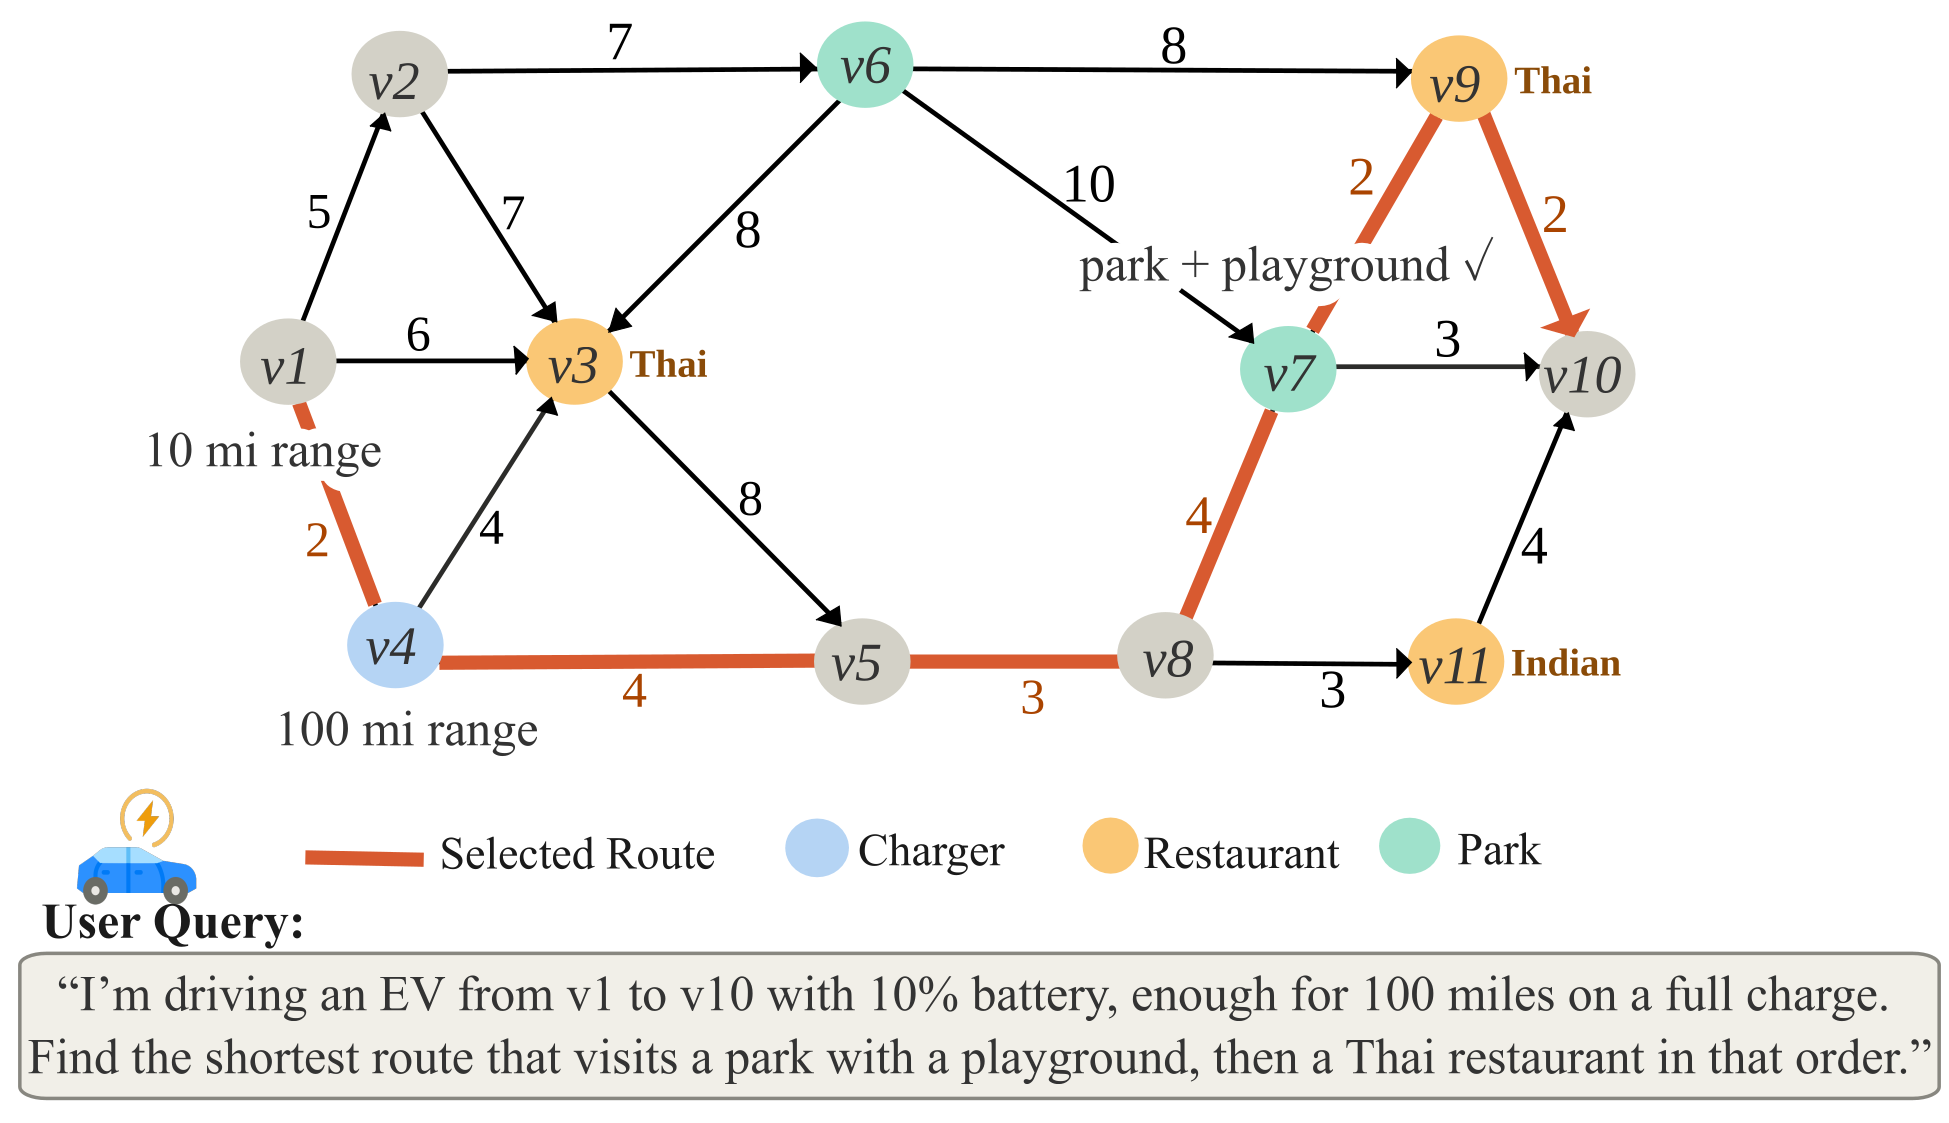 7
8
v2
v6
v9
Thai
5
7
8
10
2
2
park + playground ✓
6
3
v1
v3
Thai
v7
v10
10 mi range
2
4
8
4
4
v4
v5
v8
v11
Indian
4
3
3
100 mi range
Selected Route
Charger
Restaurant
Park
User Query:
“I’m driving an EV from v1 to v10 with 10% battery, enough for 100 miles on a full charge.
Find the shortest route that visits a park with a playground, then a Thai restaurant in that order.”